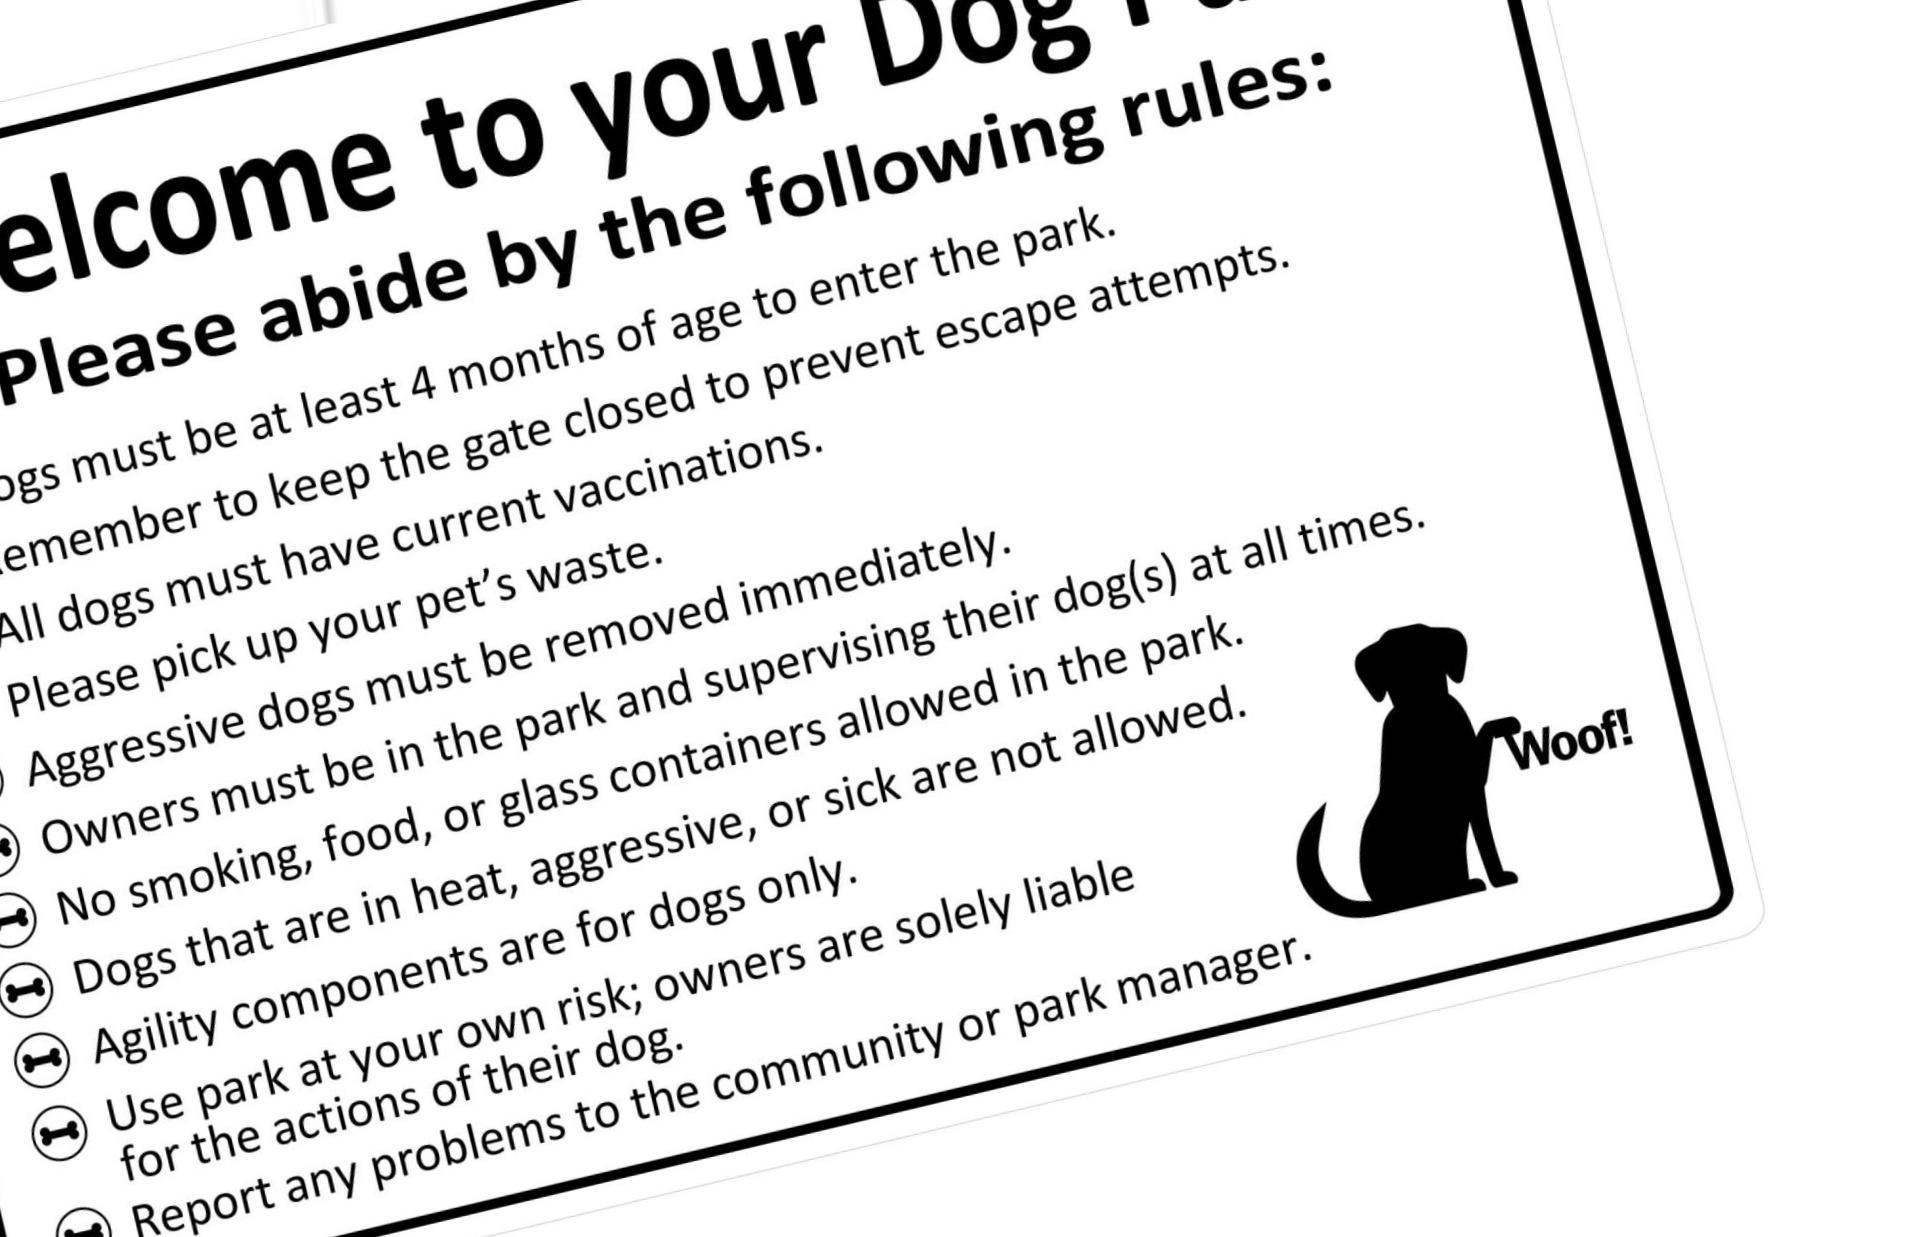 elcome to your Dog
Please abide by the following rules:
ogs must be at least 4 months of age to enter the park.
emember to keep the gate closed to prevent escape attempts.
All dogs must have current vaccinations.
Please pick up your pet’s waste.
Aggressive dogs must be removed immediately.
Owners must be in the park and supervising their dog(s) at all times.
No smoking, food, or glass containers allowed in the park.
Dogs that are in heat, aggressive, or sick are not allowed.
Agility components are for dogs only.
Use park at your own risk; owners are solely liable
for the actions of their dog.
Report any problems to the community or park manager.
Woof!